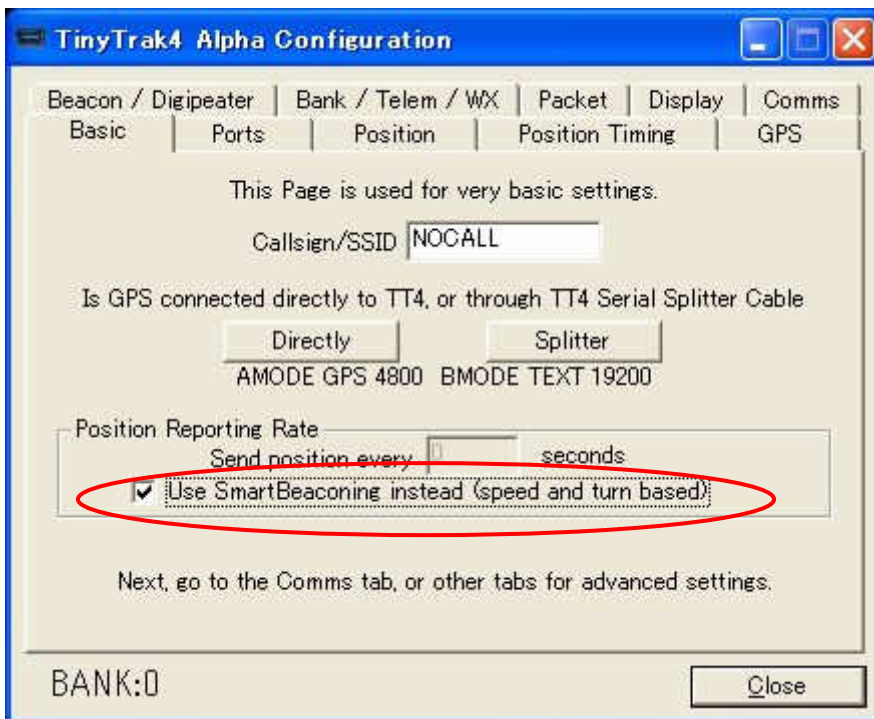 TinyTrak4 Alpha Configuration
Beacon / Digipeater Bank / Telem / WX Packet Display Comms
Basic Ports Position Position Timing GPS
This Page is used for very basic settings.
Callsign/SSID NOCALL
Is GPS connected directly to TT4, or through TT4 Serial Splitter Cable
Directly Splitter
AMODE GPS 4800 BMODE TEXT 19200
Position Reporting Rate
Send position every 0 seconds
Use SmartBeaconing instead (speed and turn based)
Next, go to the Comms tab, or other tabs for advanced settings.
BANK:0 Close